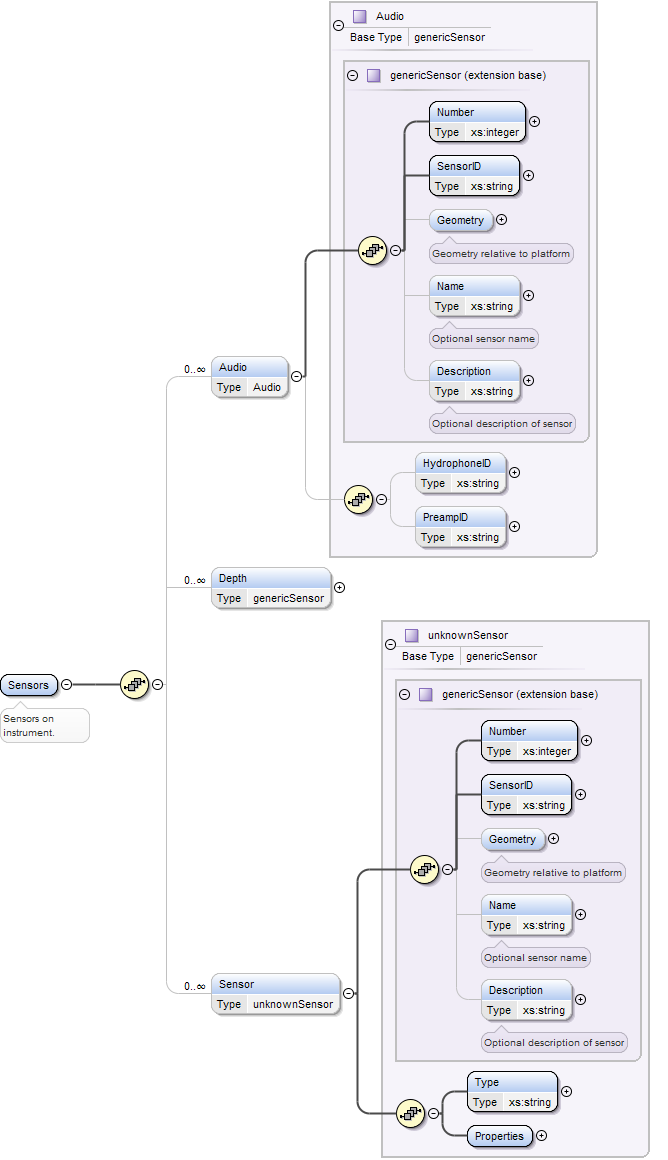 Audio
Base Type genericSensor
genericSensor (extension base)
Number
Type xs:integer
SensorID
Type xs:string
Geometry
Geometry relative to platform
Name
Type xs:string
Optional sensor name
Description
Type xs:string
Optional description of sensor
0..∞
Audio
Type Audio
HydrophoneID
Type xs:string
PreampID
Type xs:string
0..∞
Depth
Type genericSensor
Sensors
Sensors on
instrument.
unknownSensor
Base Type genericSensor
genericSensor (extension base)
Number
Type xs:integer
SensorID
Type xs:string
Geometry
Geometry relative to platform
Name
Type xs:string
Optional sensor name
Description
Type xs:string
Optional description of sensor
0..∞
Sensor
Type unknownSensor
Type
Type xs:string
Properties